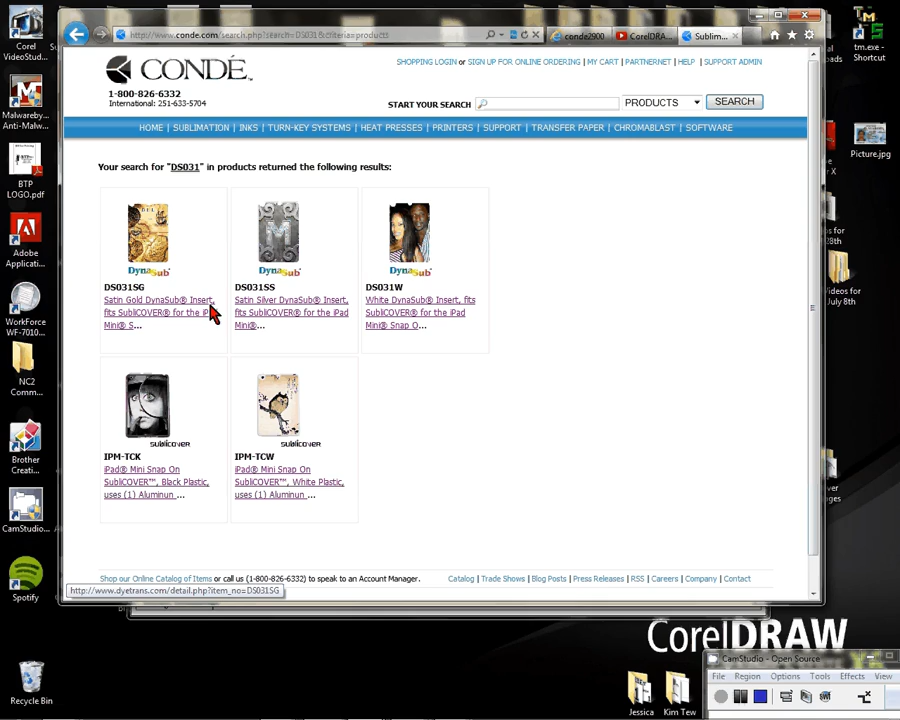 Corel
VideoStud...
Malwareby...
Anti-Malw...
BTP
BTP
LOGO.pdf
Adobe
Applicati...
WorkForce
WF-7010...
NC2
Comm...
Brother
Creati...
CamStudio...
Spotify
Recycle Bin
http://www.conde.com/search.php?search=DS031&criteria=products
conde2900
CorelDRA...
Sublim...
CONDÉ™
1-800-826-6332
International: 251-633-5704
SHOPPING LOGIN or SIGN UP FOR ONLINE ORDERING | MY CART | PARTNERNET | HELP | SUPPORT ADMIN
START YOUR SEARCH
PRODUCTS
SEARCH
HOME | SUBLIMATION | INKS | TURN-KEY SYSTEMS | HEAT PRESSES | PRINTERS | SUPPORT | TRANSFER PAPER | CHROMABLAST | SOFTWARE
Your search for "DS031" in products returned the following results:
DynaSub
DynaSub
DynaSub
DS031SG
Satin Gold DynaSub® Insert,
fits SubliCOVER® for the iP
Mini® S...
M
DS031SS
Satin Silver DynaSub® Insert,
fits SubliCOVER® for the iPad
Mini®...
DS031W
White DynaSub® Insert, fits
SubliCOVER® for the iPad
Mini® Snap O...
SUBLICOVER
SUBLICOVER
IPM-TCK
iPad® Mini Snap On
SubliCOVER™, Black Plastic,
uses (1) Aluminun ...
IPM-TCW
iPad® Mini Snap On
SubliCOVER™, White Plastic,
uses (1) Aluminun ...
Shop our Online Catalog of Items or call us (1-800-826-6332) to speak to an Account Manager.
Catalog | Trade Shows | Blog Posts | Press Releases | RSS | Careers | Company | Contact
http://www.dyetrans.com/detail.php?item_no=DS031SG
tm.exe -
Shortcut
Picture.jpg
Videos for
July 8th
CorelDRAW
Jessica
Kim Tew
CamStudio - Open Source
File Region Options Tools Effects View